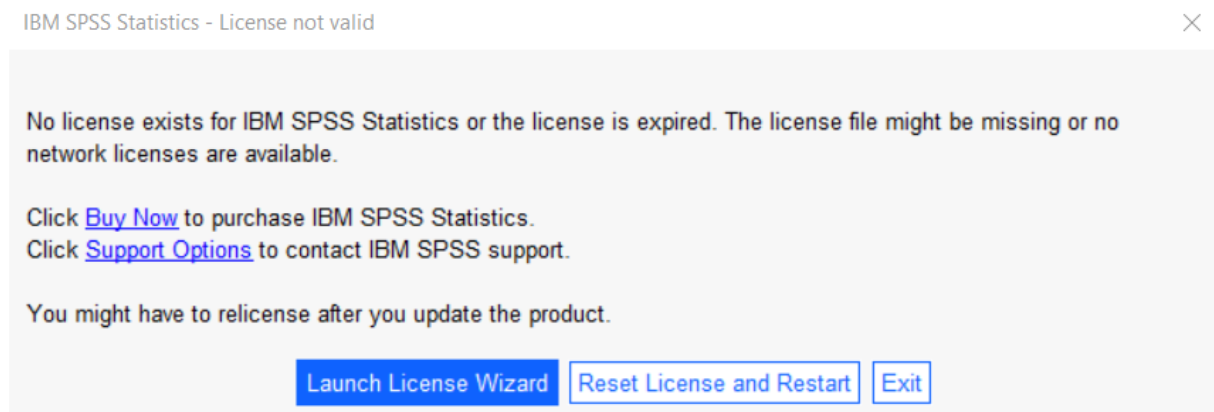 IBM SPSS Statistics - License not valid
No license exists for IBM SPSS Statistics or the license is expired. The license file might be missing or no
network licenses are available.
Click Buy Now to purchase IBM SPSS Statistics.
Click Support Options to contact IBM SPSS support.
You might have to relicense after you update the product.
Launch License Wizard Reset License and Restart Exit